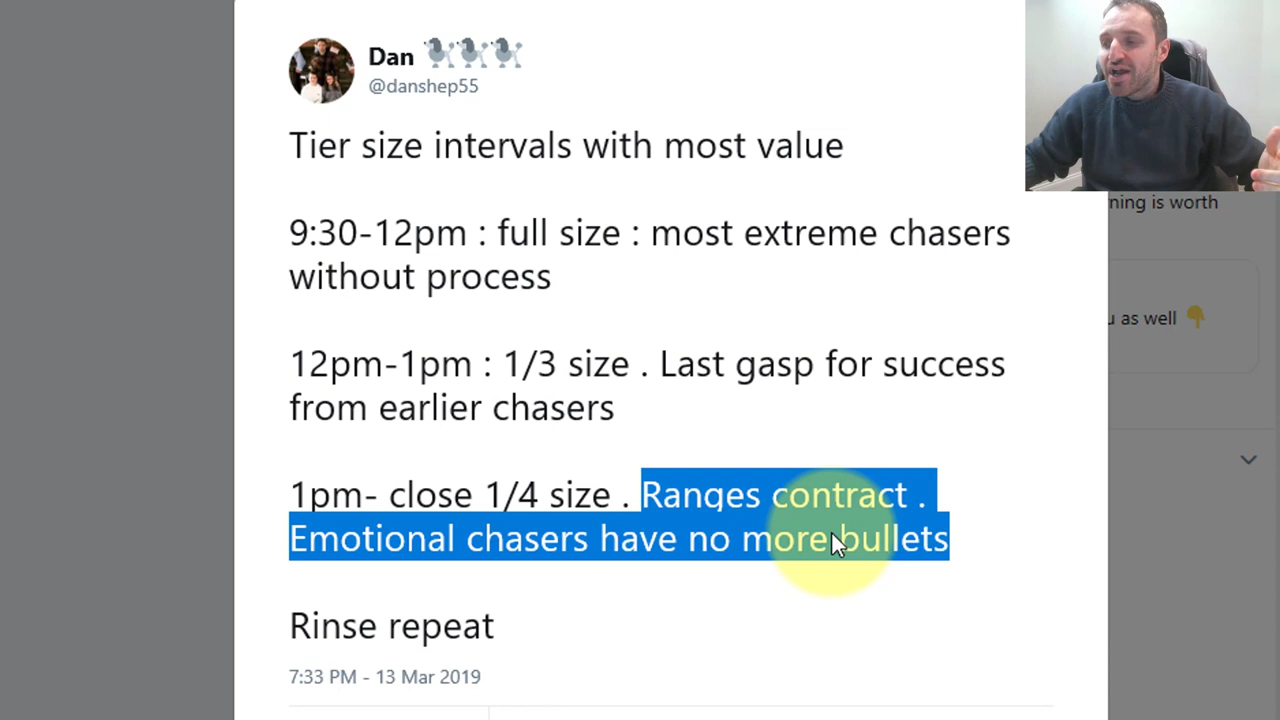 Dan 🐩🐩🐩
@danshep55
Tier size intervals with most value
9:30-12pm : full size : most extreme chasers
without process
12pm-1pm : 1/3 size . Last gasp for success
from earlier chasers
1pm- close 1/4 size . Ranges contract .
Emotional chasers have no more bullets
Rinse repeat
7:33 PM - 13 Mar 2019
is worth
as well 👇